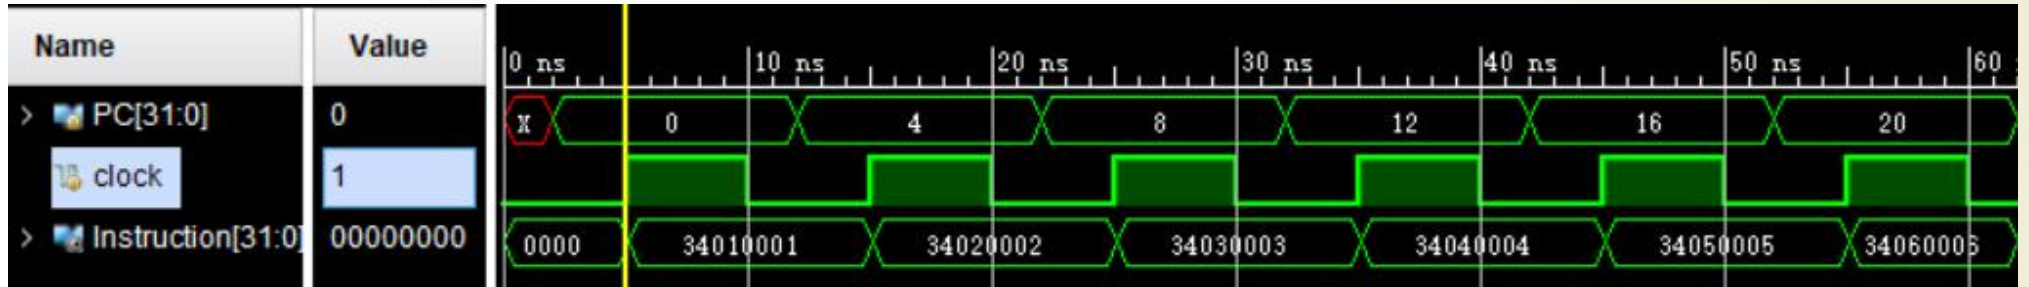 Name Value
0 ns 10 ns 20 ns 30 ns 40 ns 50 ns 60
> PC[31:0] 0 X 0 4 8 12 16 20
clock 1
> Instruction[31:0] 00000000 0000 34010001 34020002 34030003 34040004 34050005 34060006